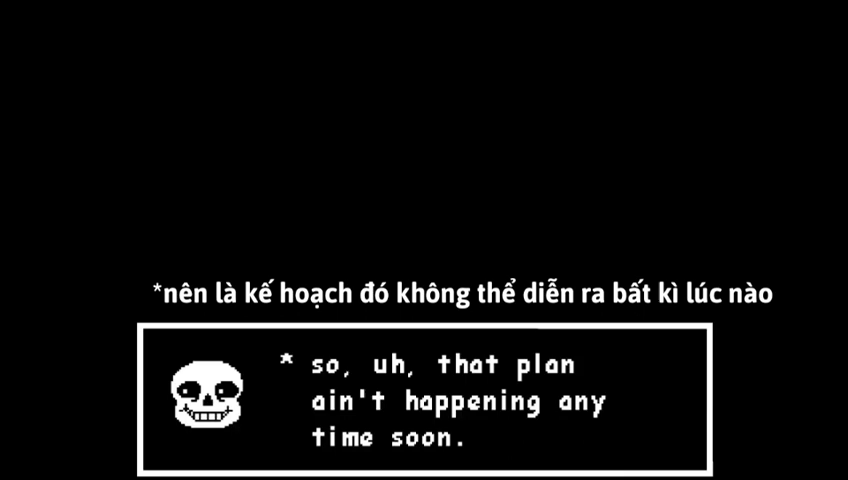 *nên là kế hoạch đó không thể diễn ra bất kì lúc nào
* so, uh, that plan
ain't happening any
time soon.